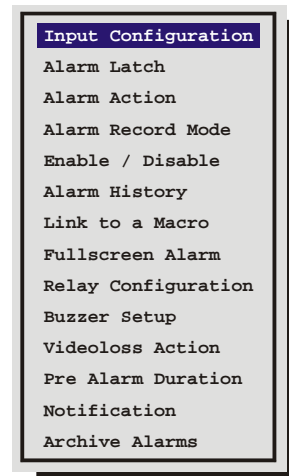 Input Configuration
Alarm Latch
Alarm Action
Alarm Record Mode
Enable / Disable
Alarm History
Link to a Macro
Fullscreen Alarm
Relay Configuration
Buzzer Setup
Videoloss Action
Pre Alarm Duration
Notification
Archive Alarms